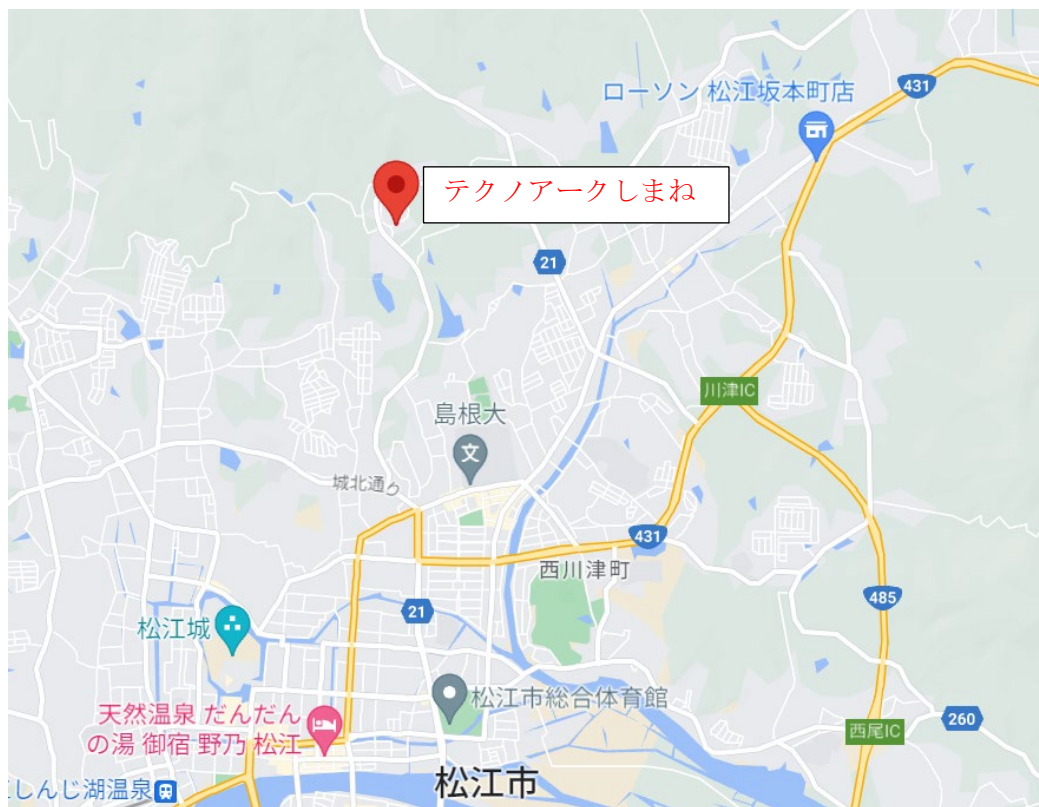 431
ローソン 松江坂本町店
テクノアークしまね
21
川津IC
島根大
文
城北通り
431
西川津町
485
21
松江城
松江市総合体育館
天然温泉 だんだん
の湯 御宿 野乃 松江
260
西尾IC
松江市
しんじ湖温泉